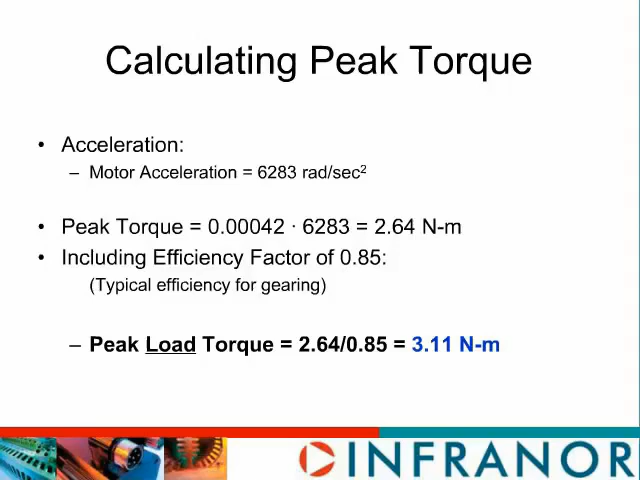 Calculating Peak Torque
• Acceleration:
– Motor Acceleration = 6283 rad/sec²
• Peak Torque = 0.00042 · 6283 = 2.64 N-m
• Including Efficiency Factor of 0.85:
(Typical efficiency for gearing)
– Peak Load Torque = 2.64/0.85 = 3.11 N-m
INFRANOR